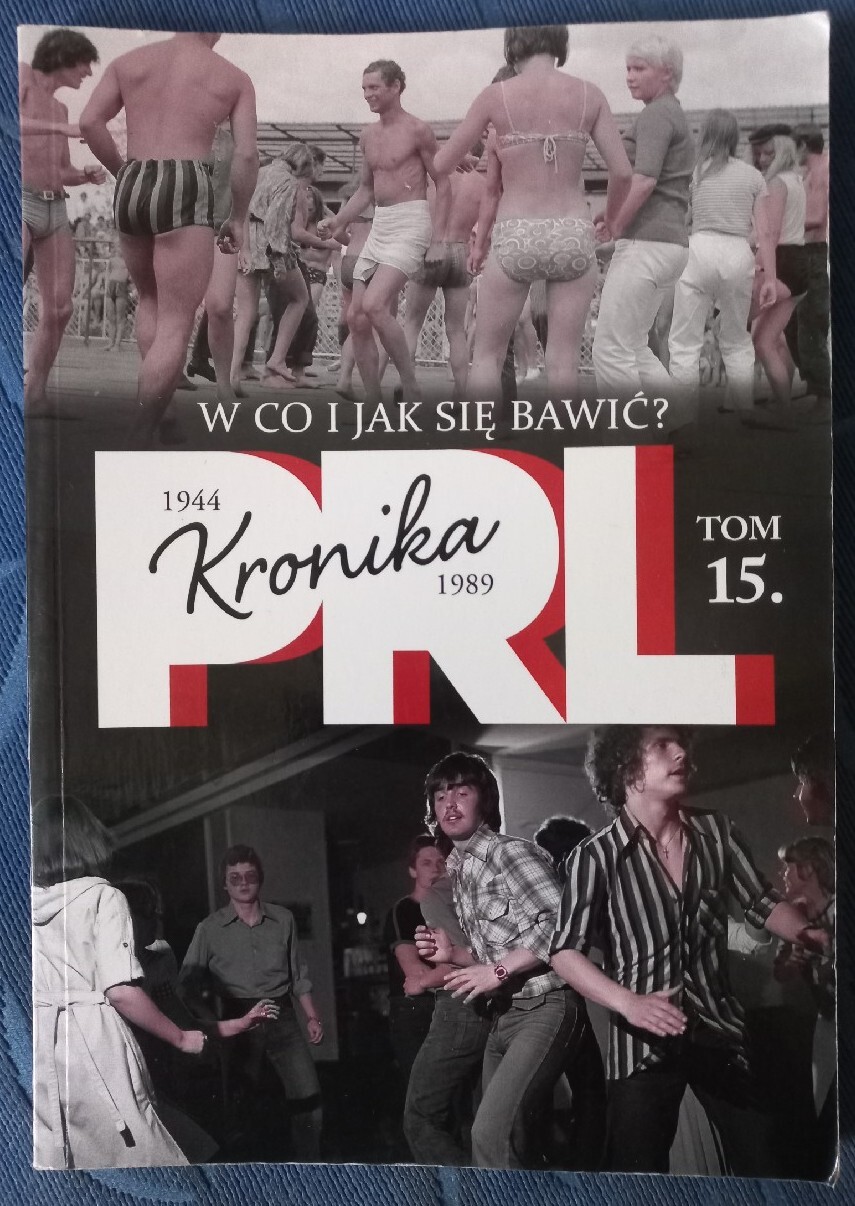 W CO I JAK SIĘ BAWIĆ?
PRL
1944
Kronika
1989
TOM
15.